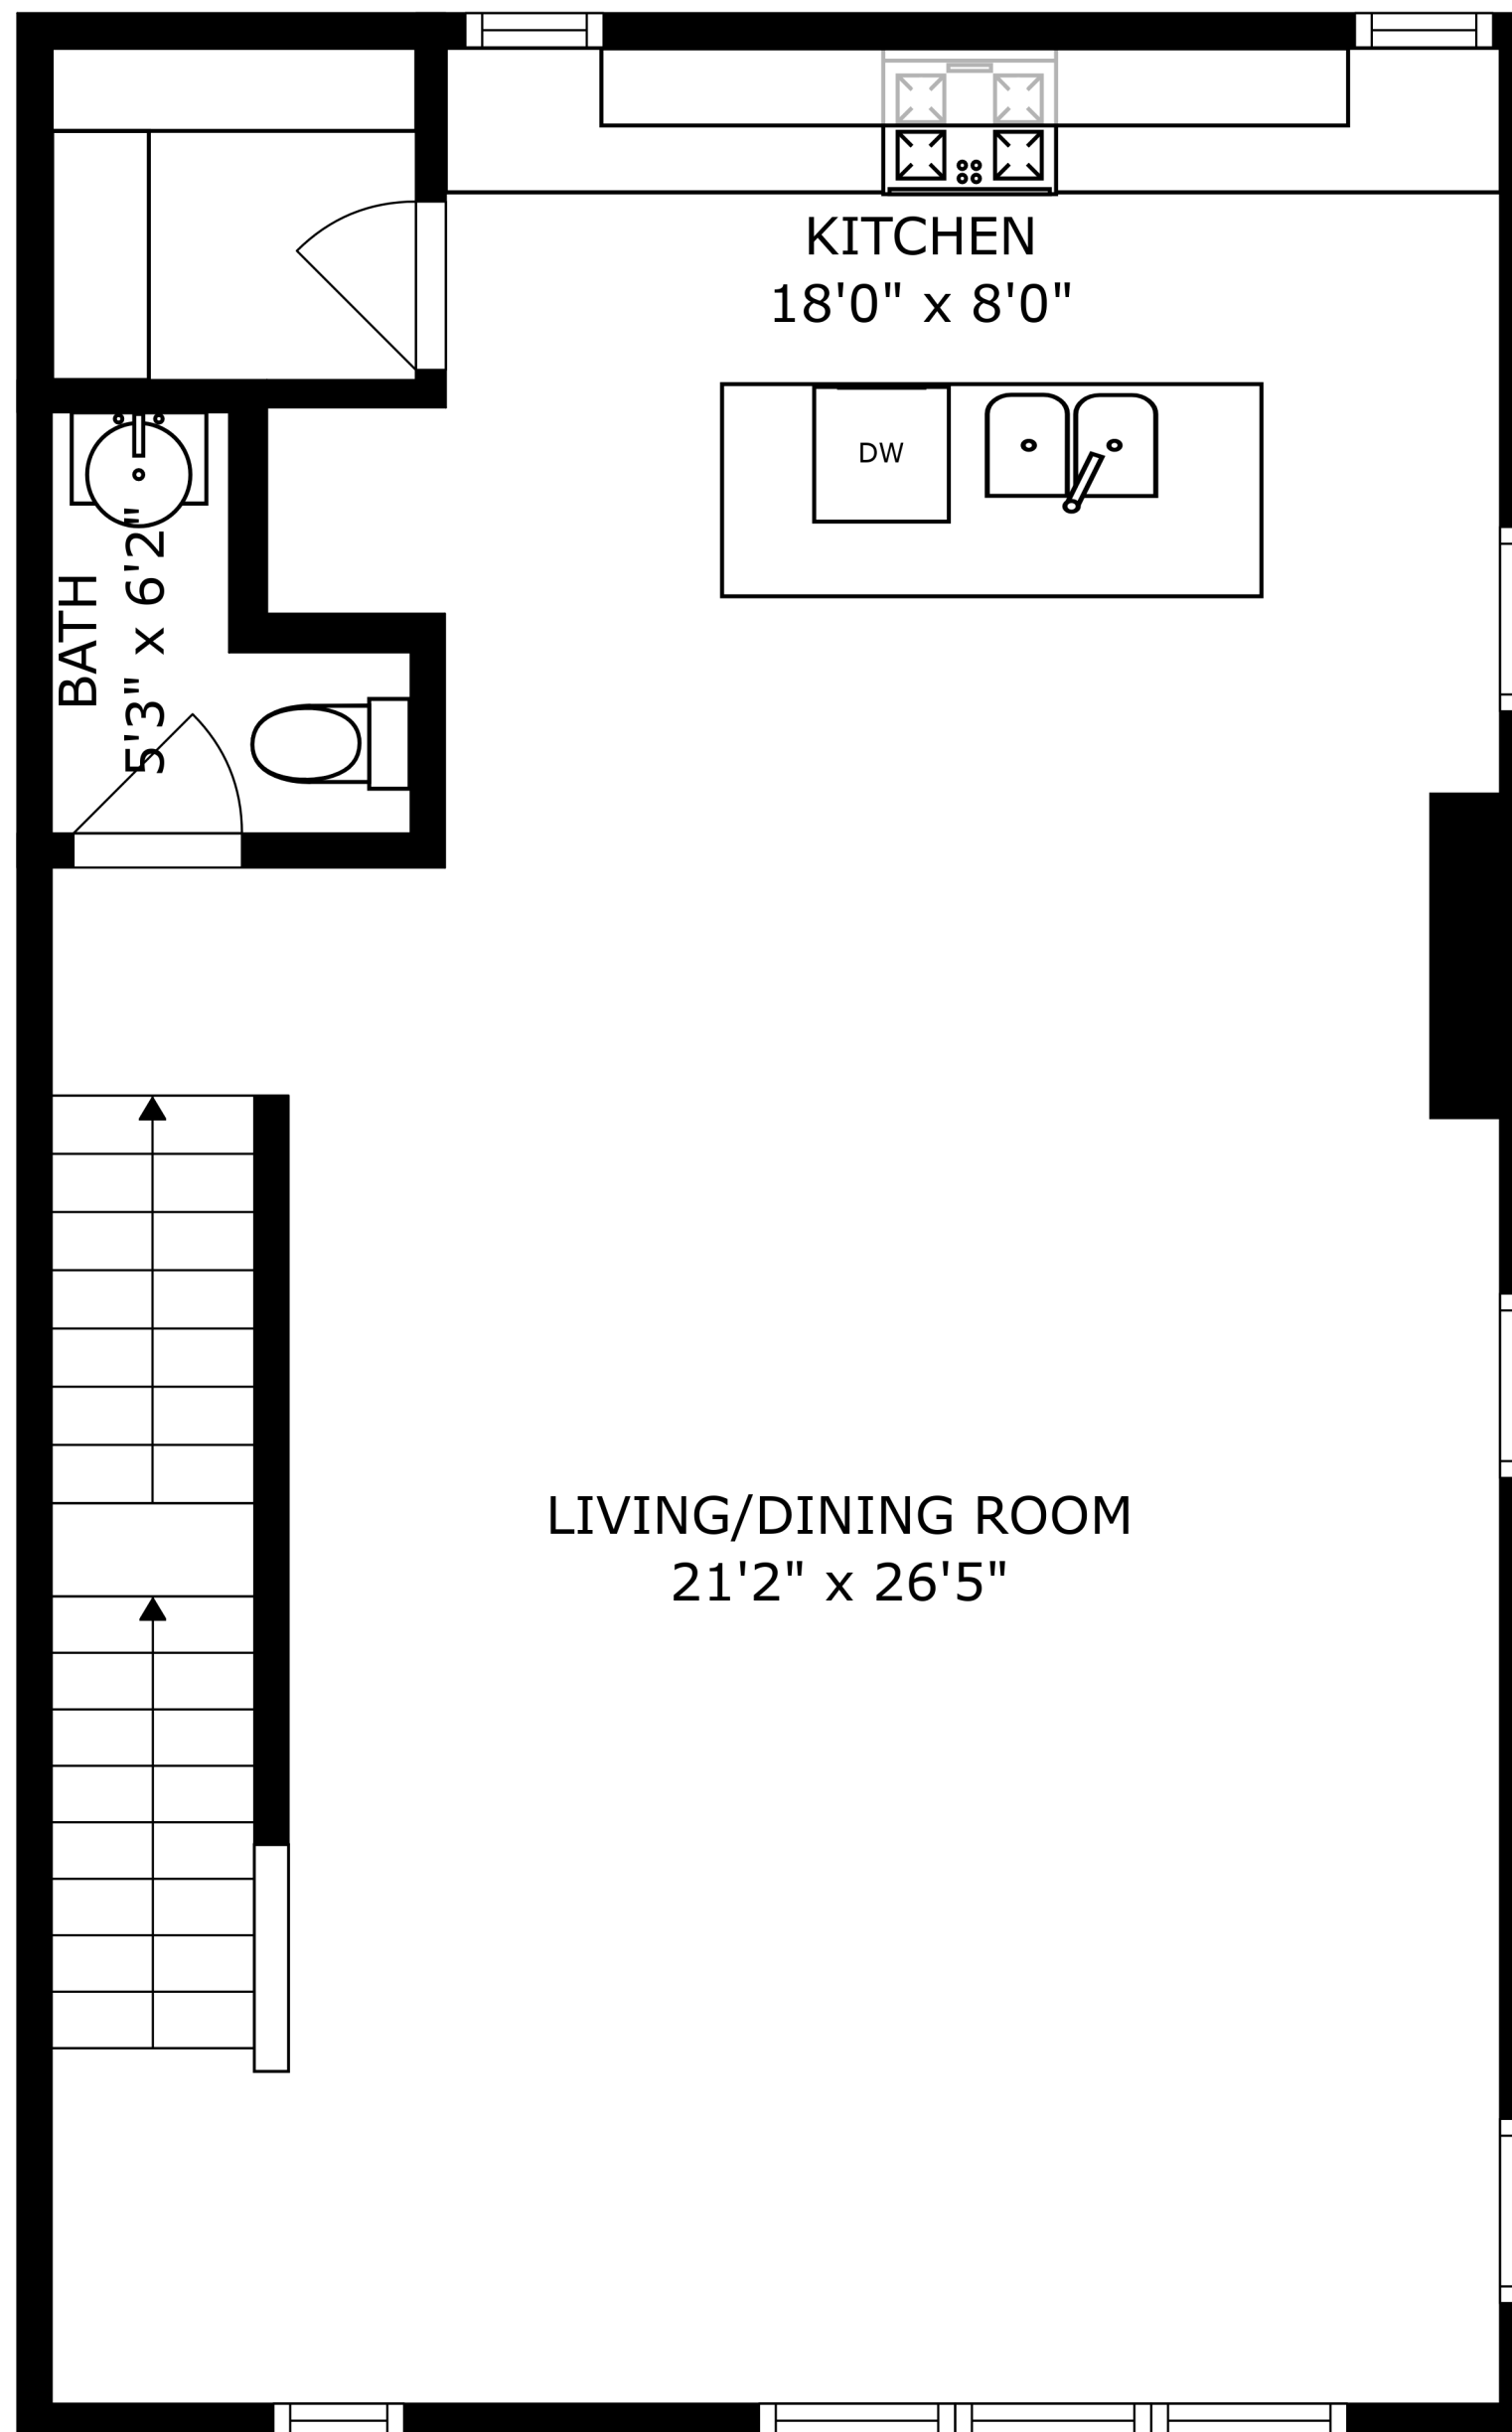 KITCHEN
18'0" x 8'0"
DW
BATH
5'3" x 6'2"
LIVING/DINING ROOM
21'2" x 26'5"